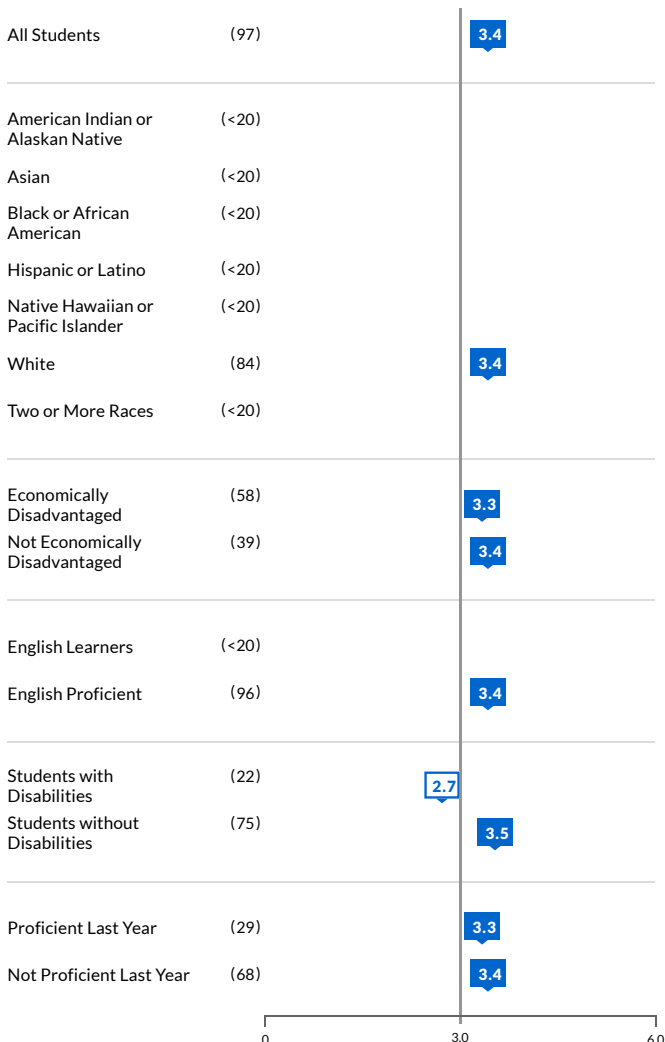 All Students (97) 3.4
American Indian or (<20)
Alaskan Native
Asian (<20)
Black or African (<20)
American
Hispanic or Latino (<20)
Native Hawaiian or (<20)
Pacific Islander
White (84) 3.4
Two or More Races (<20)
Economically (58) 3.3
Disadvantaged
Not Economically (39) 3.4
Disadvantaged
English Learners (<20)
English Proficient (96) 3.4
Students with (22) 2.7
Disabilities
Students without (75) 3.5
Disabilities
Proficient Last Year (29) 3.3
Not Proficient Last Year (68) 3.4
0 3.0 6.0